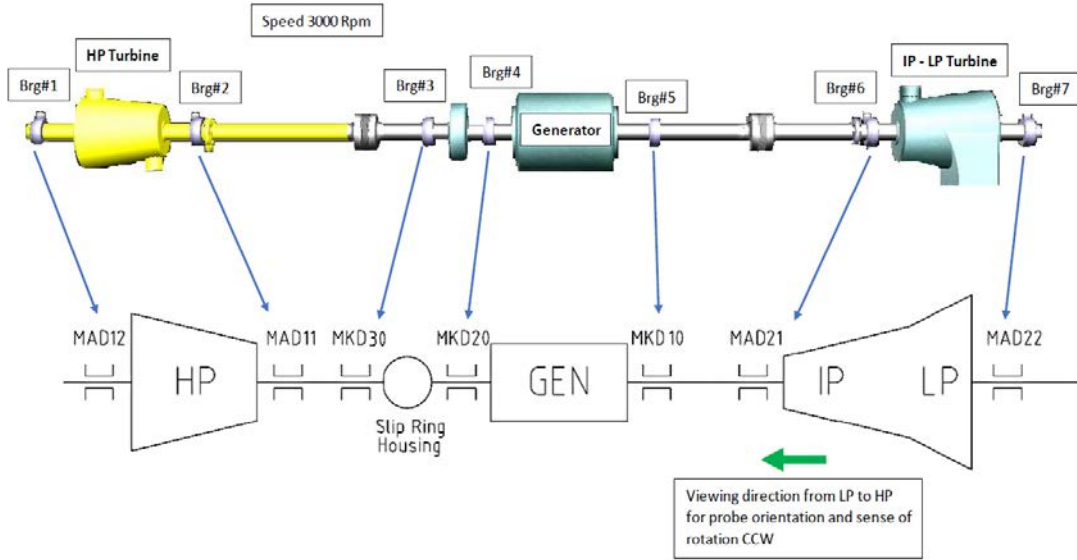 Speed 3000 Rpm
HP Turbine
IP - LP Turbine
Brg#1
Brg#2
Brg#3
Brg#4
Brg#5
Brg#6
Brg#7
Generator
MAD12
MAD11
MKD30
MKD20
MKD10
MAD21
MAD22
HP
GEN
IP
LP
Slip Ring
Housing
Viewing direction from LP to HP
for probe orientation and sense of
rotation CCW